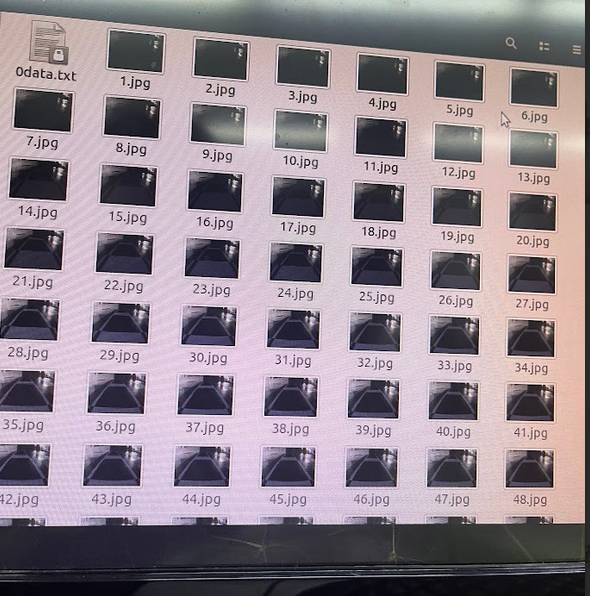 0data.txt
1.jpg
2.jpg
3.jpg
4.jpg
5.jpg
6.jpg
7.jpg
8.jpg
9.jpg
10.jpg
11.jpg
12.jpg
13.jpg
14.jpg
15.jpg
16.jpg
17.jpg
18.jpg
19.jpg
20.jpg
21.jpg
22.jpg
23.jpg
24.jpg
25.jpg
26.jpg
27.jpg
28.jpg
29.jpg
30.jpg
31.jpg
32.jpg
33.jpg
34.jpg
35.jpg
36.jpg
37.jpg
38.jpg
39.jpg
40.jpg
41.jpg
42.jpg
43.jpg
44.jpg
45.jpg
46.jpg
47.jpg
48.jpg